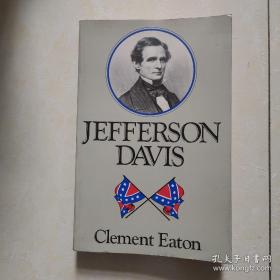 JEFFERSON
DAVIS
Clement Eaton
孔夫子旧书网